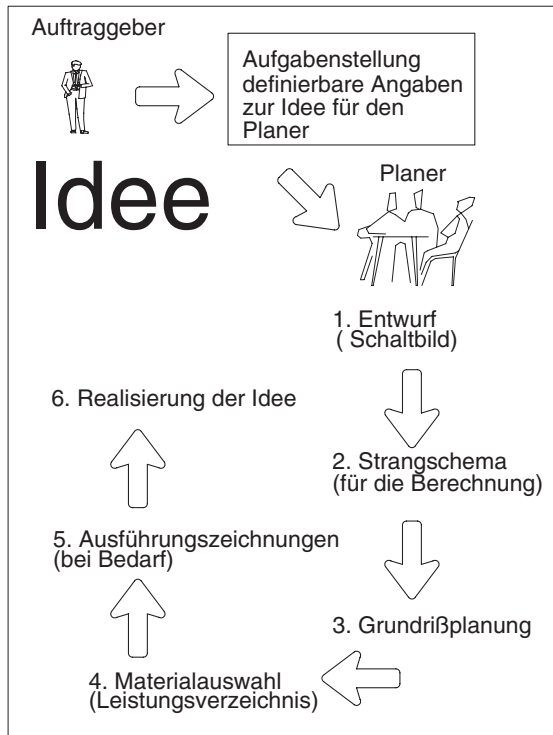 Auftraggeber
Aufgabenstellung
definierbare Angaben
zur Idee für den
Planer
Idee
Planer
1. Entwurf
( Schaltbild)
2. Strangschema
(für die Berechnung)
3. Grundrißplanung
4. Materialauswahl
(Leistungsverzeichnis)
5. Ausführungszeichnungen
(bei Bedarf)
6. Realisierung der Idee